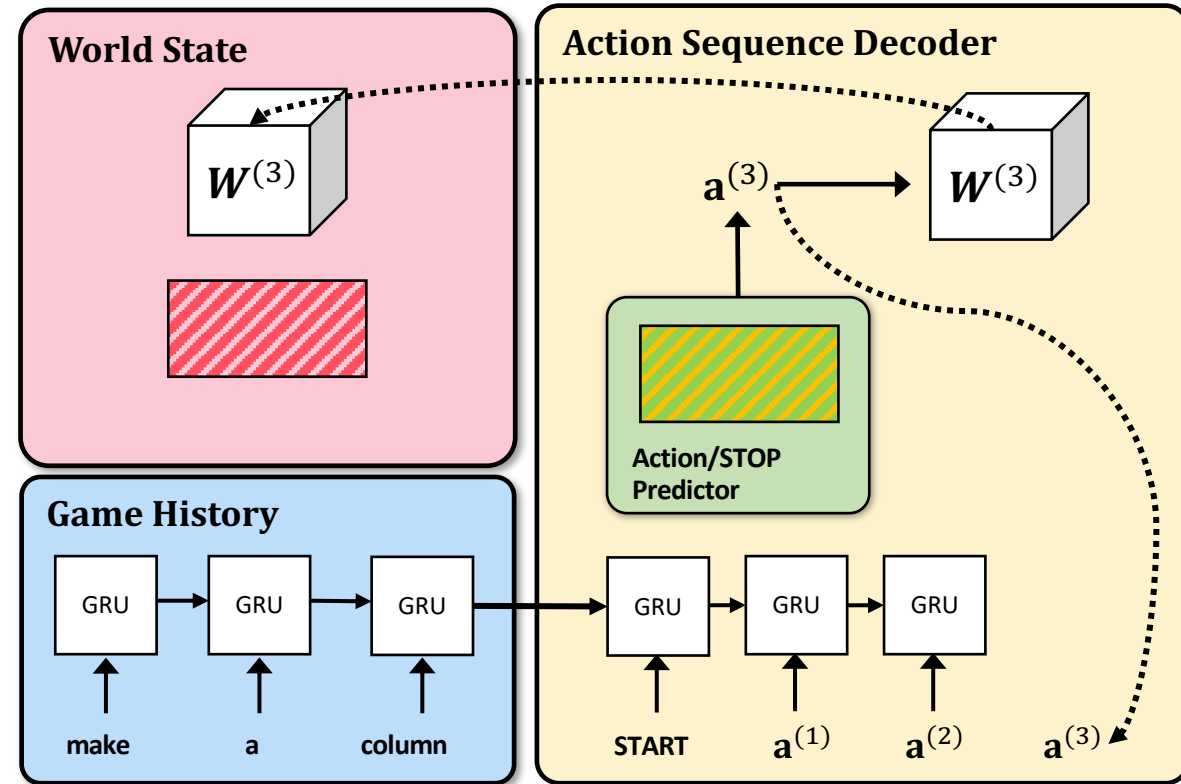 World State
W^(3)
Action Sequence Decoder
a^(3)
W^(3)
Action/STOP
Predictor
Game History
GRU
GRU
GRU
make
a
column
GRU
GRU
GRU
START
a^(1)
a^(2)
a^(3)